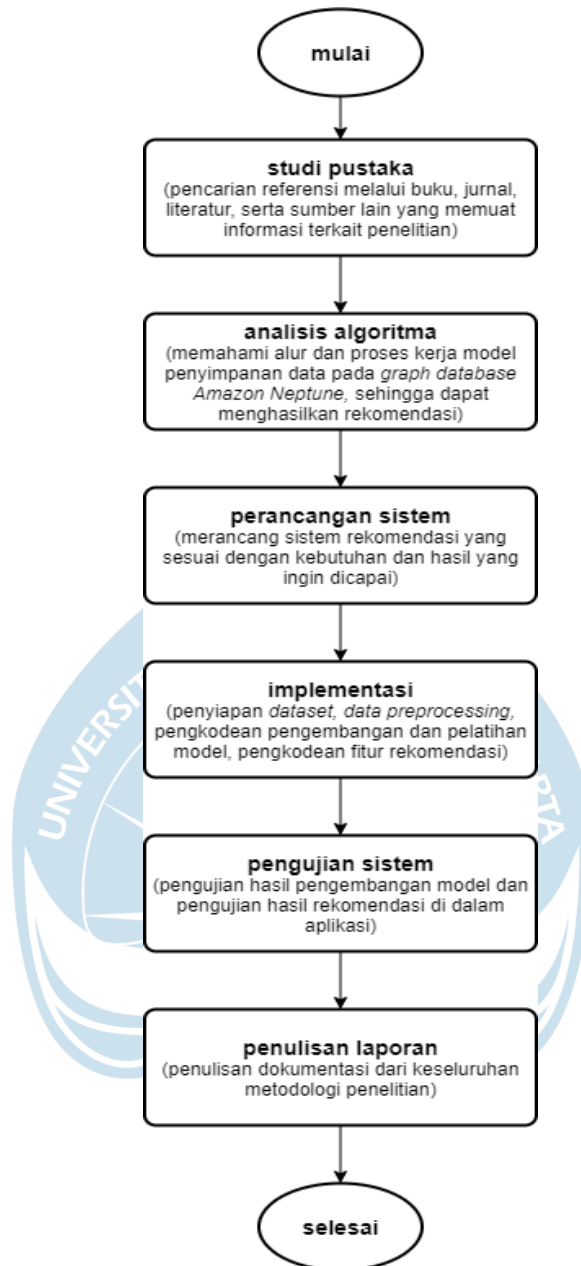 mulai
studi pustaka
(pencarian referensi melalui buku, jurnal,
literatur, serta sumber lain yang memuat
informasi terkait penelitian)
analisis algoritma
(memahami alur dan proses kerja model
penyimpanan data pada graph database
Amazon Neptune, sehingga dapat
menghasilkan rekomendasi)
perancangan sistem
(merancang sistem rekomendasi yang
sesuai dengan kebutuhan dan hasil yang
ingin dicapai)
implementasi
(penyiapan dataset, data preprocessing,
pengkodean pengembangan dan pelatihan
model, pengkodean fitur rekomendasi)
pengujian sistem
(pengujian hasil pengembangan model dan
pengujian hasil rekomendasi di dalam
aplikasi)
penulisan laporan
(penulisan dokumentasi dari keseluruhan
metodologi penelitian)
selesai